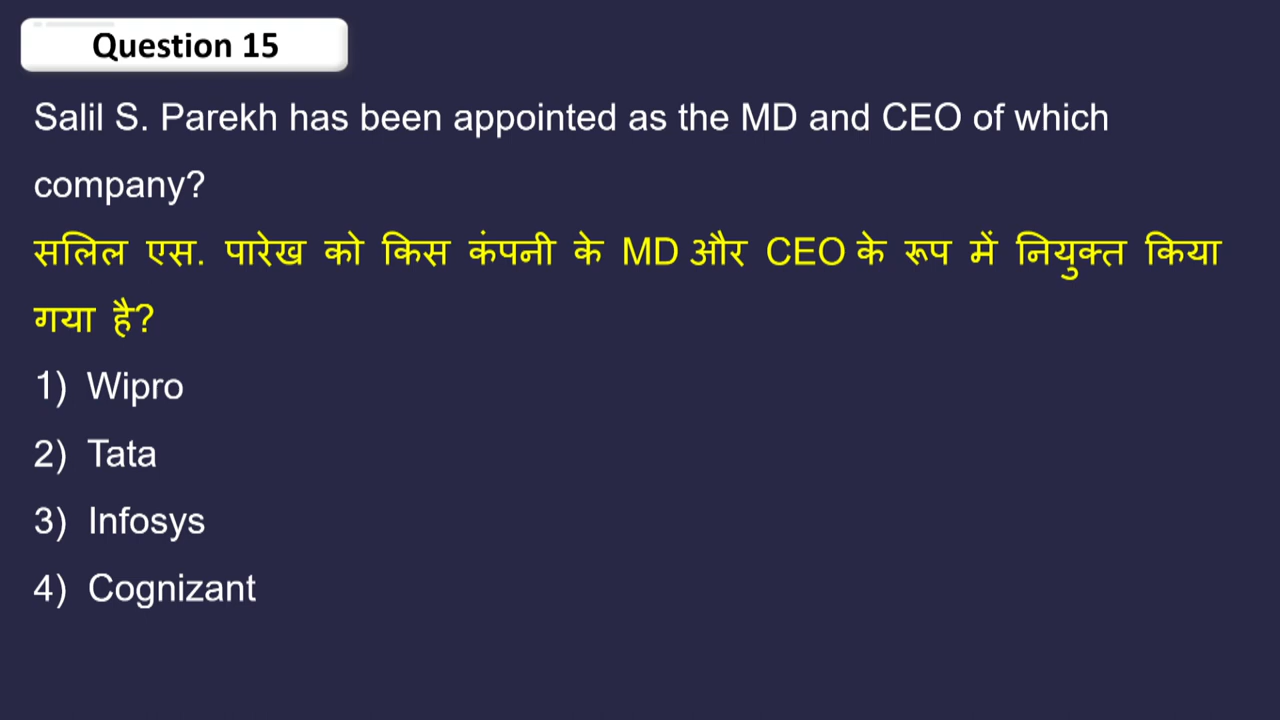 Question 15
Salil S. Parekh has been appointed as the MD and CEO of which
company?
सलिल एस. पारेख को किस कंपनी के MD और CEO के रूप में नियुक्त किया
गया है?
1) Wipro
2) Tata
3) Infosys
4) Cognizant